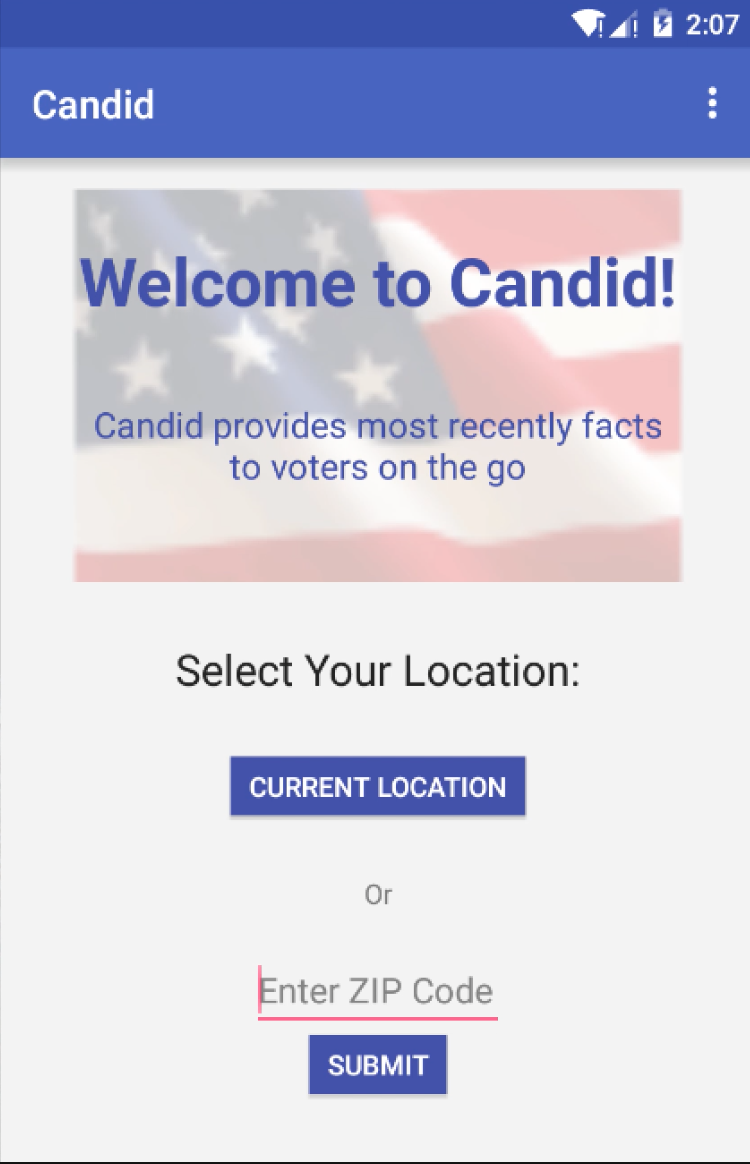 2:07
Candid
Welcome to Candid!
Candid provides most recently facts
to voters on the go
Select Your Location:
CURRENT LOCATION
Or
Enter ZIP Code
SUBMIT